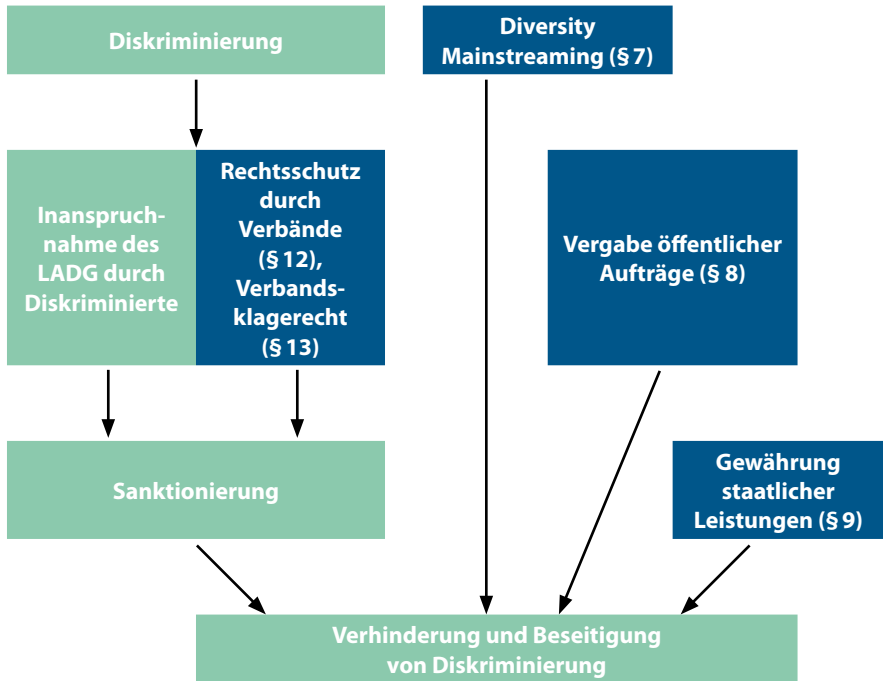 Diskriminierung
Diversity
Mainstreaming (§ 7)
Inanspruch-
nahme des
LADG durch
Diskriminierte
Rechtsschutz
durch
Verbände
(§ 12),
Verbands-
klagerecht
(§ 13)
Vergabe öffentlicher
Aufträge (§ 8)
Sanktionierung
Gewährung
staatlicher
Leistungen (§ 9)
Verhinderung und Beseitigung
von Diskriminierung